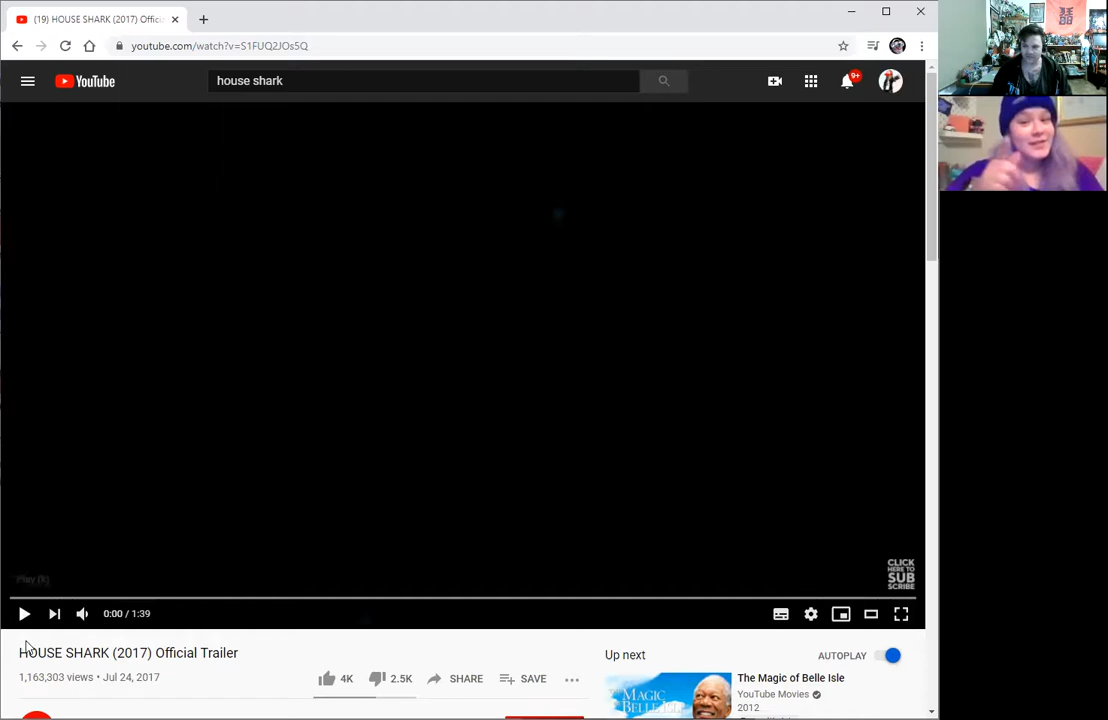 (19) HOUSE SHARK (2017) Offici
youtube.com/watch?v=S1FUQ2JOs5Q
YouTube
house shark
9+
Play (k)
CLICK
HERE TO
SUB
SCRIBE
0:00 / 1:39
HOUSE SHARK (2017) Official Trailer
1,163,303 views • Jul 24, 2017
4K
2.5K
SHARE
SAVE
Up next
AUTOPLAY
MAGIC
BELLE ISLE
The Magic of Belle Isle
YouTube Movies
2012